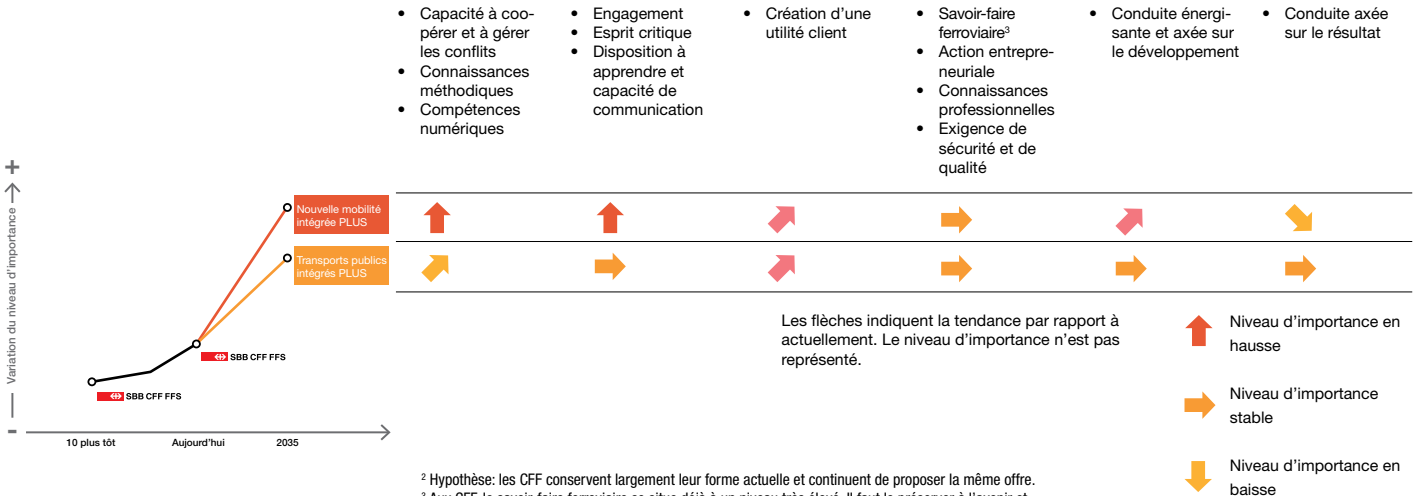 • Capacité à coo-
pérer et à gérer
les conflits
• Connaissances
méthodiques
• Compétences
numériques
• Engagement
• Esprit critique
• Disposition à
apprendre et
capacité de
communication
• Création d'une
utilité client
• Savoir-faire
ferroviaire³
• Action entrepre-
neuriale
• Connaissances
professionnelles
• Exigence de
sécurité et de
qualité
• Conduite énergi-
sante et axée sur
le développement
• Conduite axée
sur le résultat
+
Variation du niveau d'importance
-
Nouvelle mobilité
intégrée PLUS
Transports publics
intégrés PLUS
SBB CFF FFS
SBB CFF FFS
10 plus tôt
Aujourd'hui
2035
Les flèches indiquent la tendance par rapport à
actuellement. Le niveau d'importance n'est pas
représenté.
Niveau d'importance en
hausse
Niveau d'importance
stable
Niveau d'importance en
baisse
² Hypothèse: les CFF conservent largement leur forme actuelle et continuent de proposer la même offre.